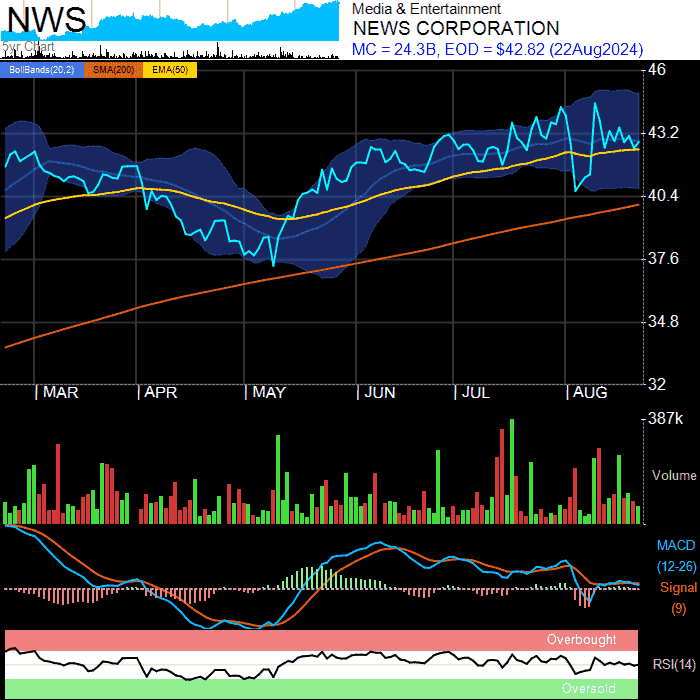 NWS
5yr Chart
Media & Entertainment
NEWS CORPORATION
MC = 24.3B, EOD = $42.82 (22Aug2024)
BollBands(20,2) SMA(200) EMA(50)
46
43.2
40.4
37.6
34.8
32
| MAR | APR | MAY | JUN | JUL | AUG
387k
Volume
MACD
(12-26)
Signal
(9)
Overbought
RSI(14)
Oversold